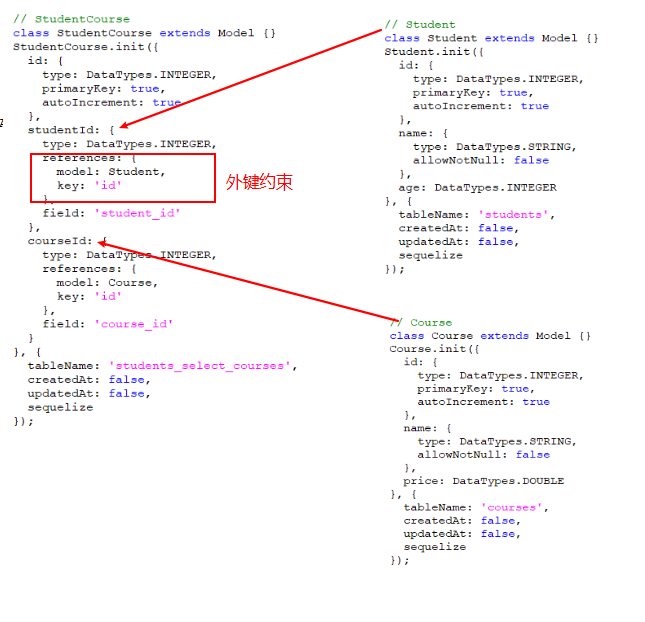 // StudentCourse
class StudentCourse extends Model {}
StudentCourse.init({
  id: {
    type: DataTypes.INTEGER,
    primaryKey: true,
    autoIncrement: true
  },
  studentId: {
    type: DataTypes.INTEGER,
    references: {
      model: Student,
      key: 'id'
    },
    field: 'student_id'
  },
  courseId: {
    type: DataTypes.INTEGER,
    references: {
      model: Course,
      key: 'id'
    },
    field: 'course_id'
  }
}, {
  tableName: 'students_select_courses',
  createdAt: false,
  updatedAt: false,
  sequelize
});
外键约束
// Student
class Student extends Model {}
Student.init({
  id: {
    type: DataTypes.INTEGER,
    primaryKey: true,
    autoIncrement: true
  },
  name: {
    type: DataTypes.STRING,
    allowNotNull: false
  },
  age: DataTypes.INTEGER
}, {
  tableName: 'students',
  createdAt: false,
  updatedAt: false,
  sequelize
});
// Course
class Course extends Model {}
Course.init({
  id: {
    type: DataTypes.INTEGER,
    primaryKey: true,
    autoIncrement: true
  },
  name: {
    type: DataTypes.STRING,
    allowNotNull: false
  },
  price: DataTypes.DOUBLE
}, {
  tableName: 'courses',
  createdAt: false,
  updatedAt: false,
  sequelize
});